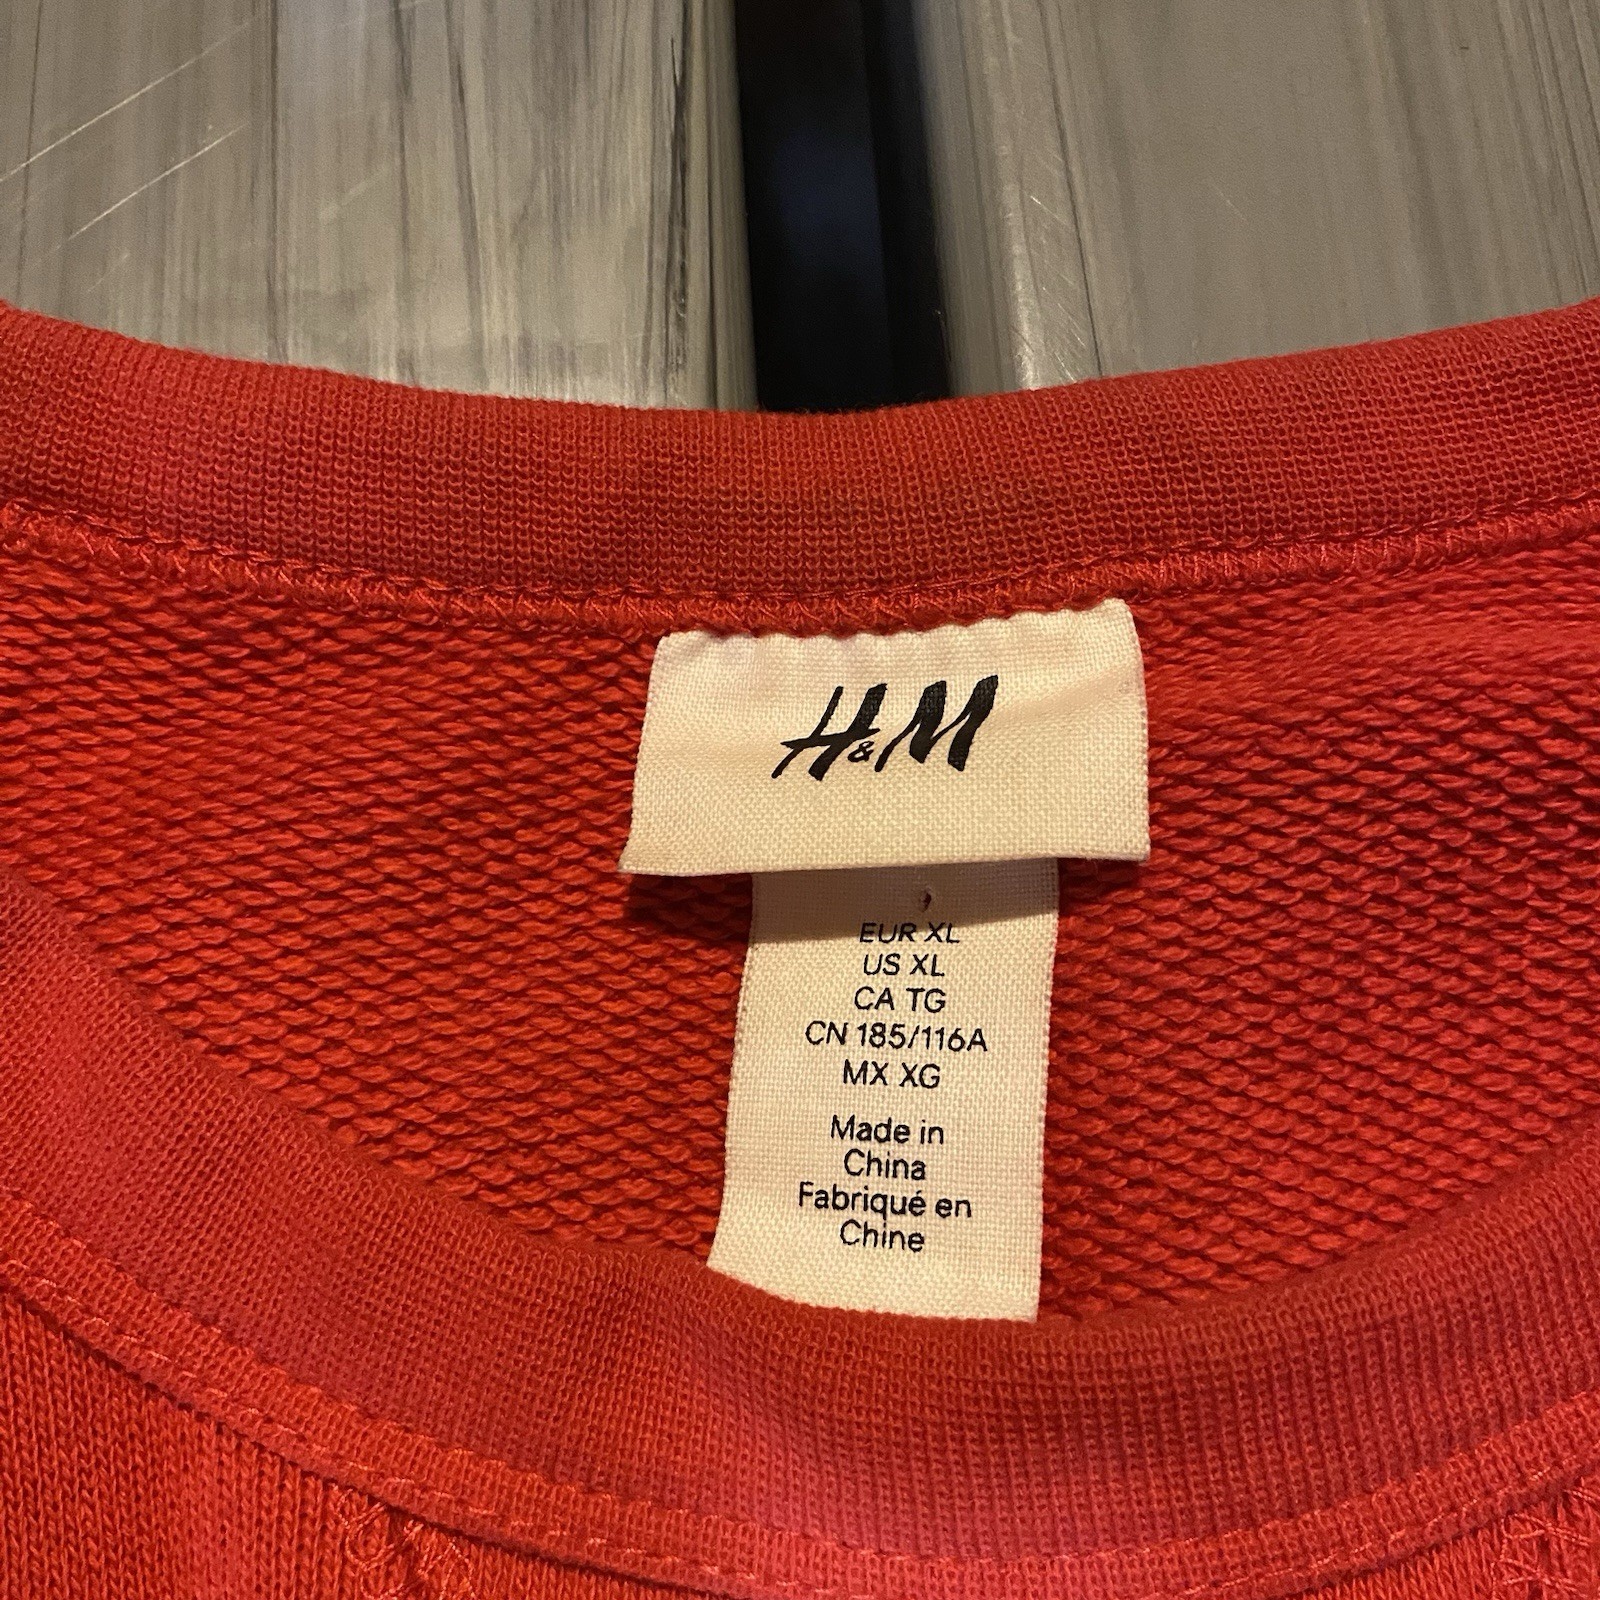 H&M
EUR XL
US XL
CA TG
CN 185/116A
MX XG
Made in
China
Fabriqué en
Chine